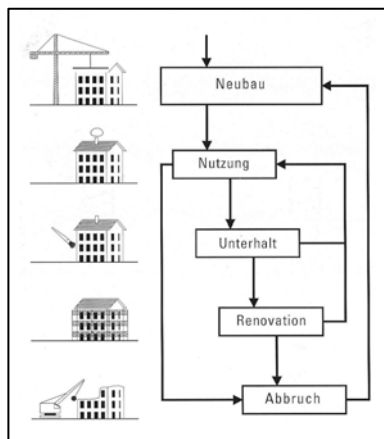 Neubau
Nutzung
Unterhalt
Renovation
Abbruch